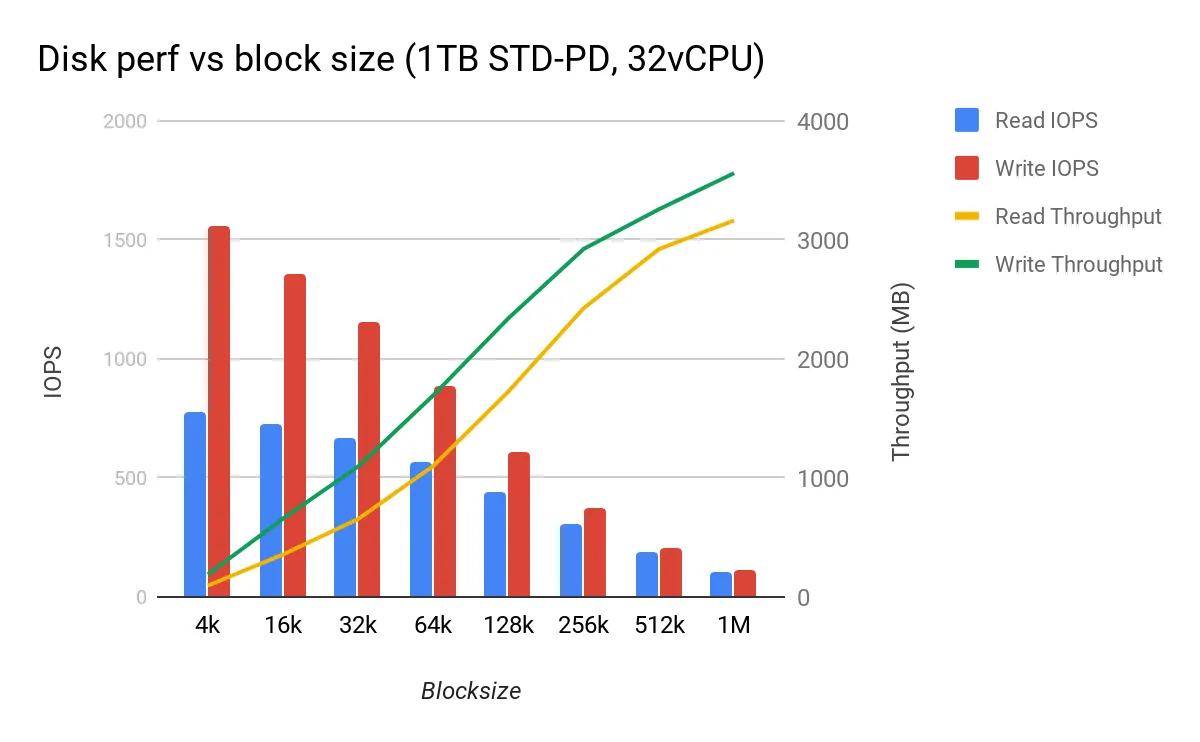 Disk perf vs block size (1TB STD-PD, 32vCPU)
2000
1500
1000
500
0
IOPS
4000
3000
2000
1000
0
Throughput (MB)
4k
16k
32k
64k
128k
256k
512k
1M
Blocksize
Read IOPS
Write IOPS
Read Throughput
Write Throughput